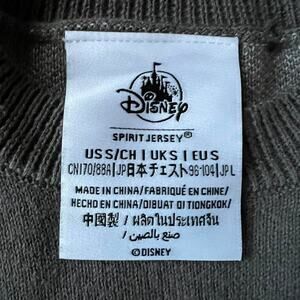 Disney
SPIRIT JERSEY®
US S/CH | UK S | EU S
CN170/88A | JP日本チェスト96-104 | JP L
MADE IN CHINA/FABRIQUÉ EN CHINE/
HECHO EN CHINA/DIBUAT DI TIONGKOK/
中國製 / ผลิตในประเทศจีน
صنع بالصين /
©DISNEY